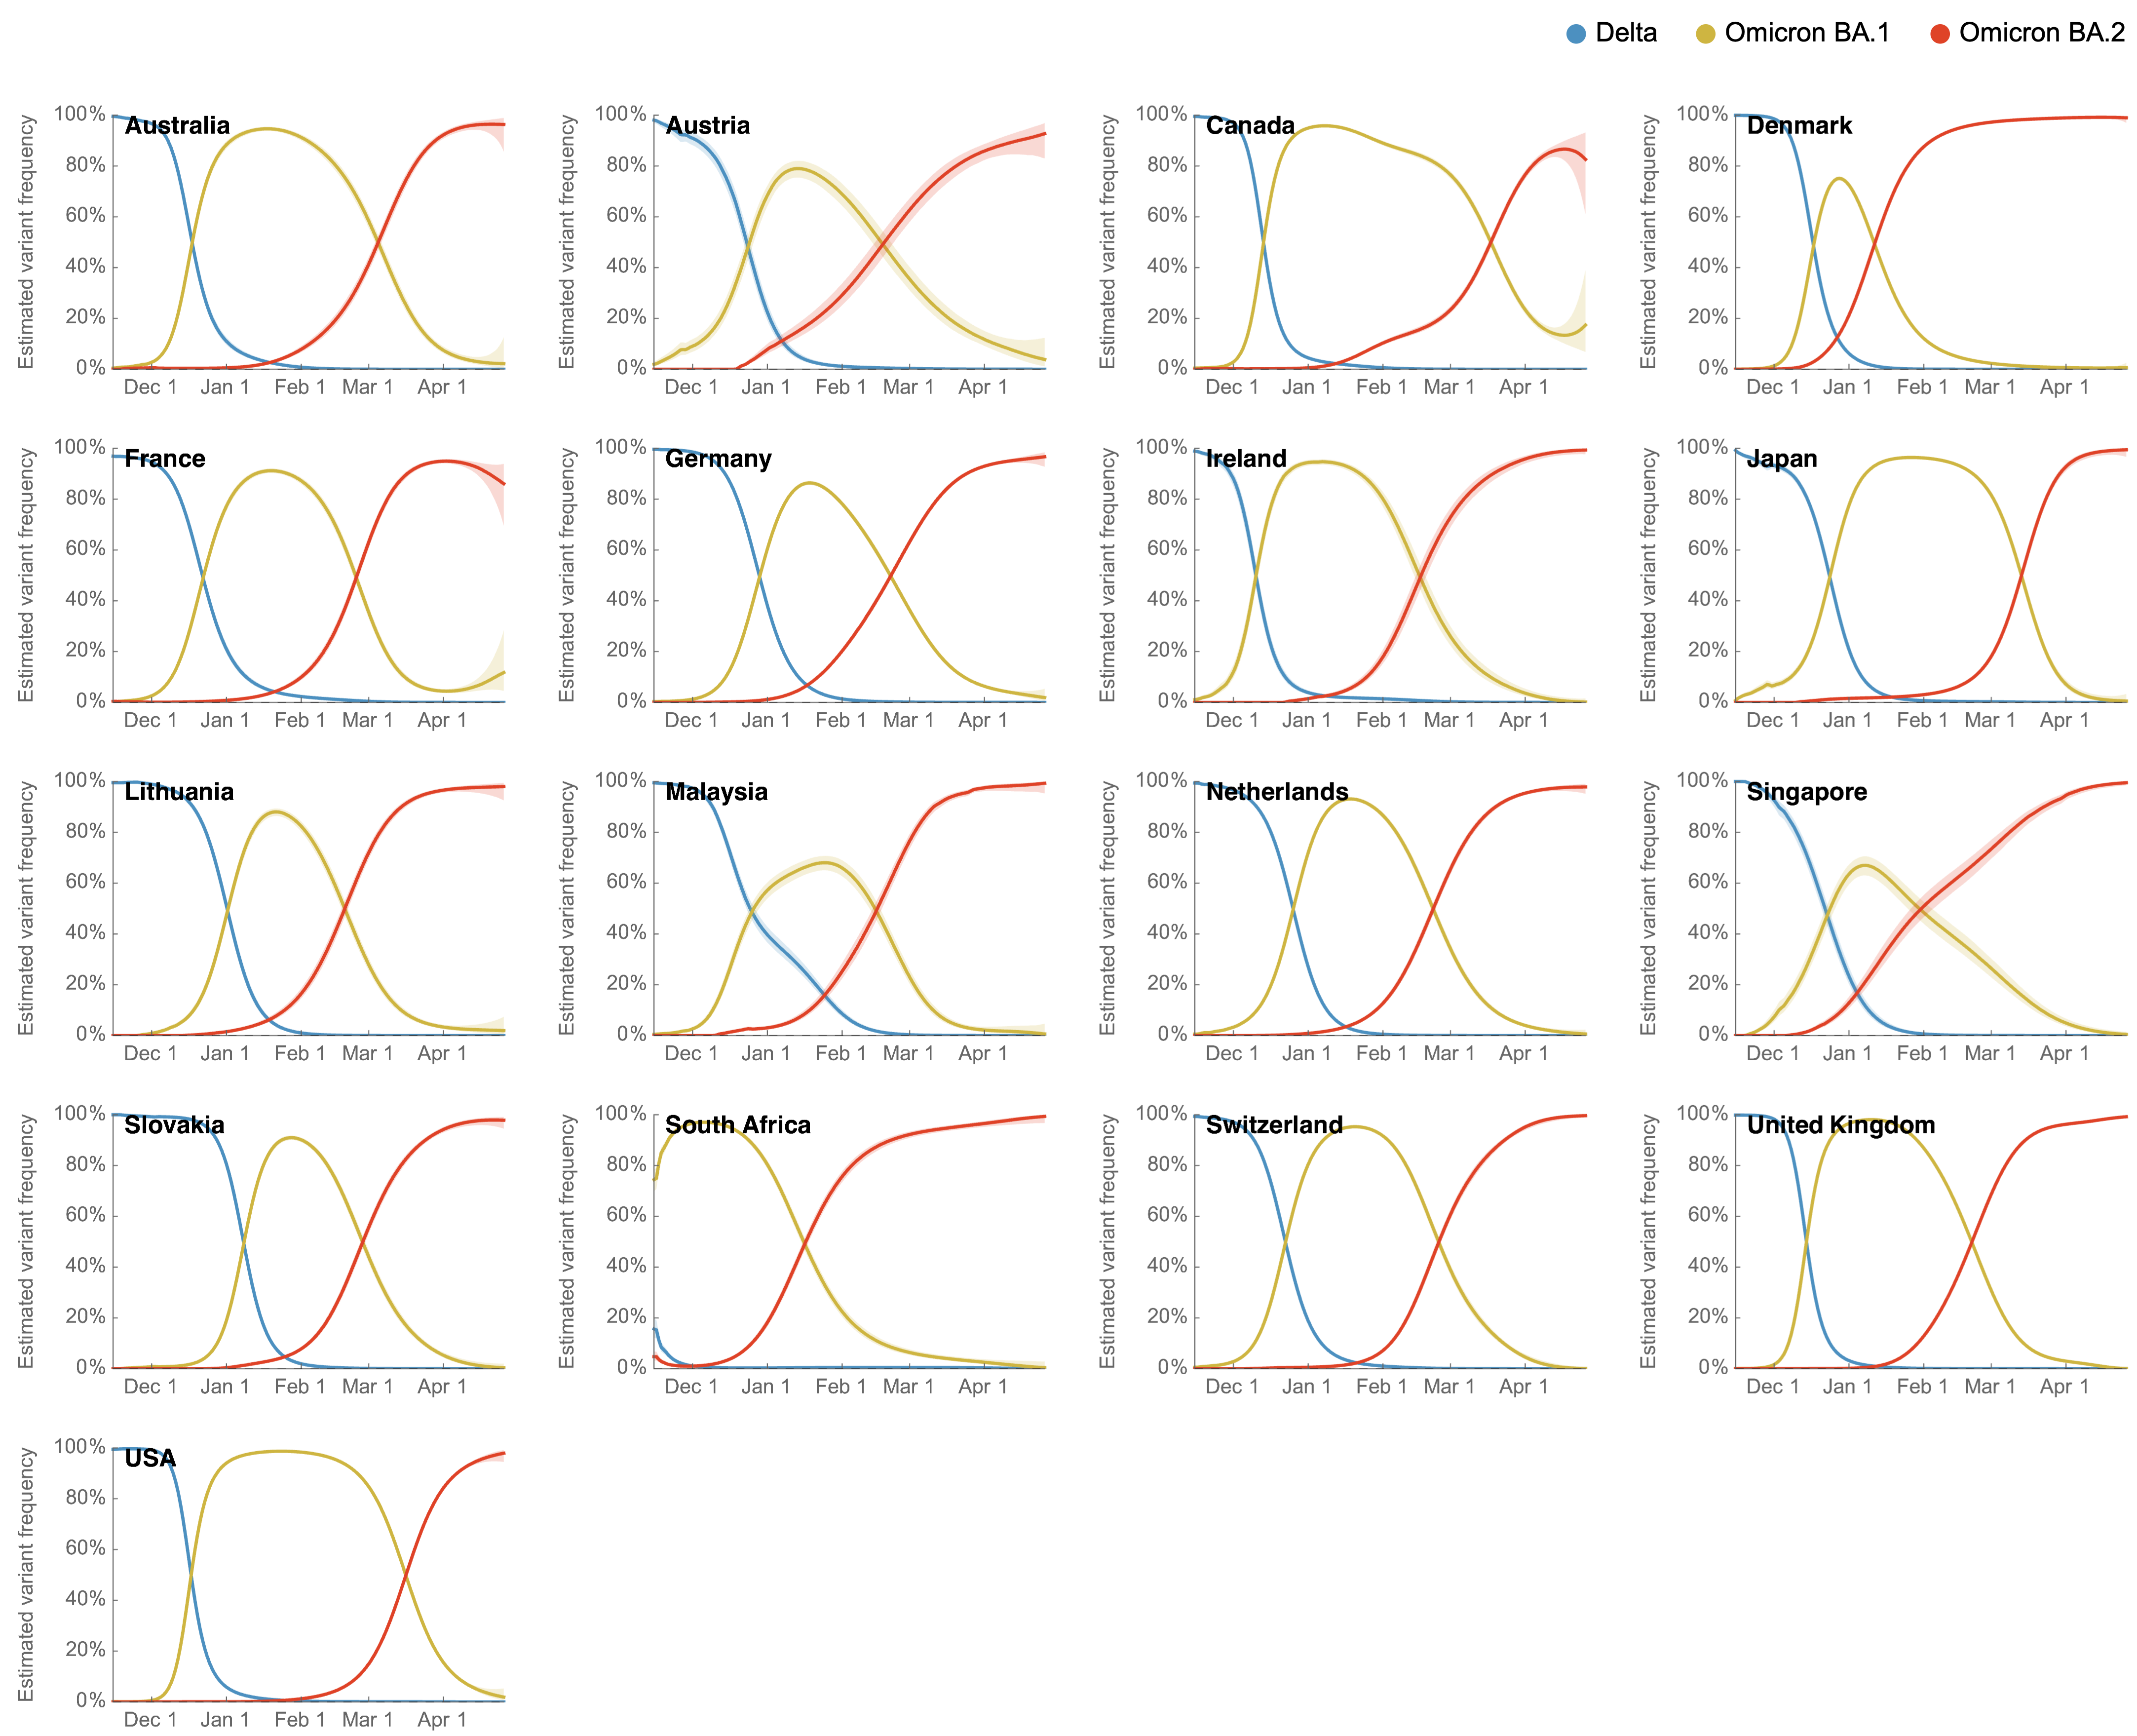 Delta Omicron BA.1 Omicron BA.2
Estimated variant frequency
100%
80%
60%
40%
20%
0%
Australia
Dec 1 Jan 1 Feb 1 Mar 1 Apr 1
Estimated variant frequency
100%
80%
60%
40%
20%
0%
Austria
Dec 1 Jan 1 Feb 1 Mar 1 Apr 1
Estimated variant frequency
100%
80%
60%
40%
20%
0%
Canada
Dec 1 Jan 1 Feb 1 Mar 1 Apr 1
Estimated variant frequency
100%
80%
60%
40%
20%
0%
Denmark
Dec 1 Jan 1 Feb 1 Mar 1 Apr 1
Estimated variant frequency
100%
80%
60%
40%
20%
0%
France
Dec 1 Jan 1 Feb 1 Mar 1 Apr 1
Estimated variant frequency
100%
80%
60%
40%
20%
0%
Germany
Dec 1 Jan 1 Feb 1 Mar 1 Apr 1
Estimated variant frequency
100%
80%
60%
40%
20%
0%
Ireland
Dec 1 Jan 1 Feb 1 Mar 1 Apr 1
Estimated variant frequency
100%
80%
60%
40%
20%
0%
Japan
Dec 1 Jan 1 Feb 1 Mar 1 Apr 1
Estimated variant frequency
100%
80%
60%
40%
20%
0%
Lithuania
Dec 1 Jan 1 Feb 1 Mar 1 Apr 1
Estimated variant frequency
100%
80%
60%
40%
20%
0%
Malaysia
Dec 1 Jan 1 Feb 1 Mar 1 Apr 1
Estimated variant frequency
100%
80%
60%
40%
20%
0%
Netherlands
Dec 1 Jan 1 Feb 1 Mar 1 Apr 1
Estimated variant frequency
100%
80%
60%
40%
20%
0%
Singapore
Dec 1 Jan 1 Feb 1 Mar 1 Apr 1
Estimated variant frequency
100%
80%
60%
40%
20%
0%
Slovakia
Dec 1 Jan 1 Feb 1 Mar 1 Apr 1
Estimated variant frequency
100%
80%
60%
40%
20%
0%
South Africa
Dec 1 Jan 1 Feb 1 Mar 1 Apr 1
Estimated variant frequency
100%
80%
60%
40%
20%
0%
Switzerland
Dec 1 Jan 1 Feb 1 Mar 1 Apr 1
Estimated variant frequency
100%
80%
60%
40%
20%
0%
United Kingdom
Dec 1 Jan 1 Feb 1 Mar 1 Apr 1
Estimated variant frequency
100%
80%
60%
40%
20%
0%
USA
Dec 1 Jan 1 Feb 1 Mar 1 Apr 1